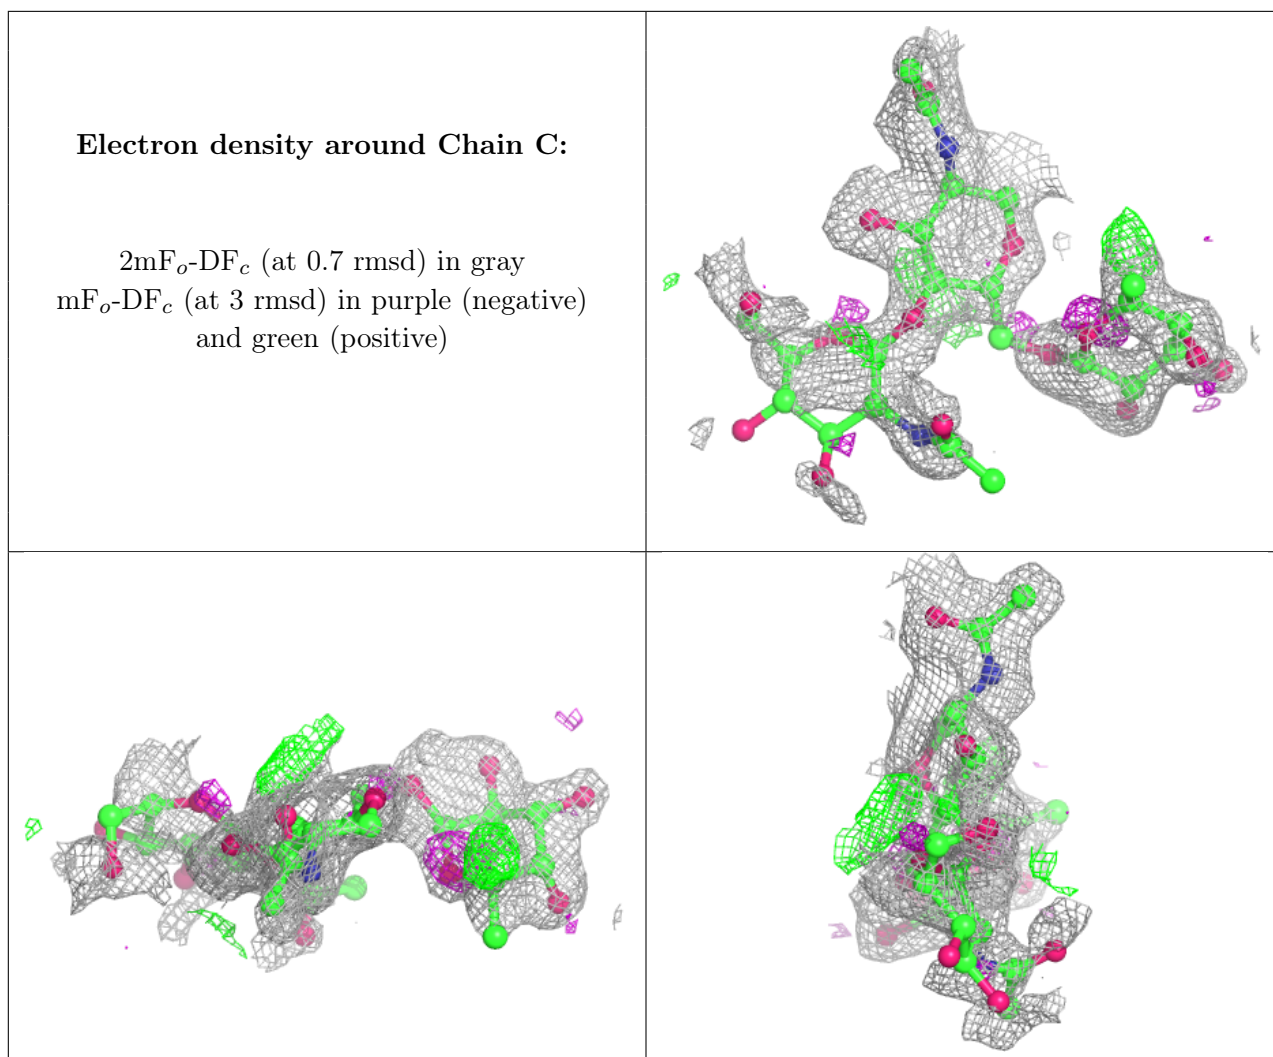 Electron density around Chain C:
2mFo-DFc (at 0.7 rmsd) in gray
mFo-DFc (at 3 rmsd) in purple (negative)
and green (positive)